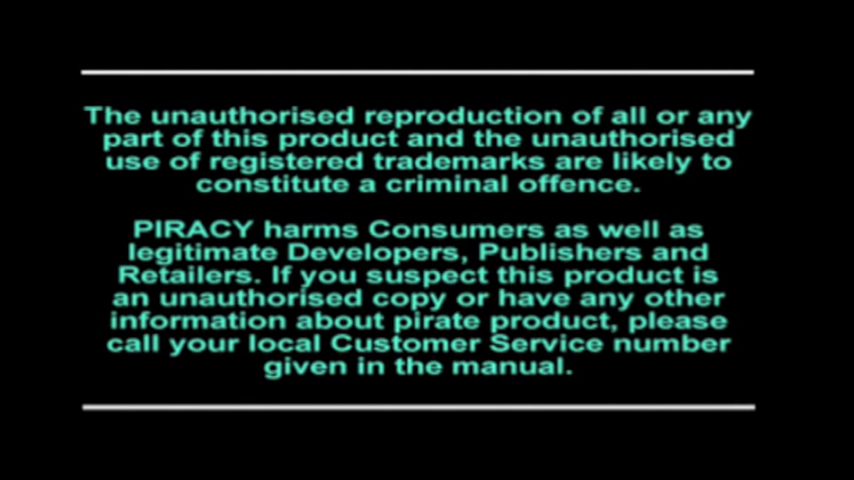 The unauthorised reproduction of all or any
part of this product and the unauthorised
use of registered trademarks are likely to
constitute a criminal offence.
PIRACY harms Consumers as well as
legitimate Developers, Publishers and
Retailers. If you suspect this product is
an unauthorised copy or have any other
information about pirate product, please
call your local Customer Service number
given in the manual.